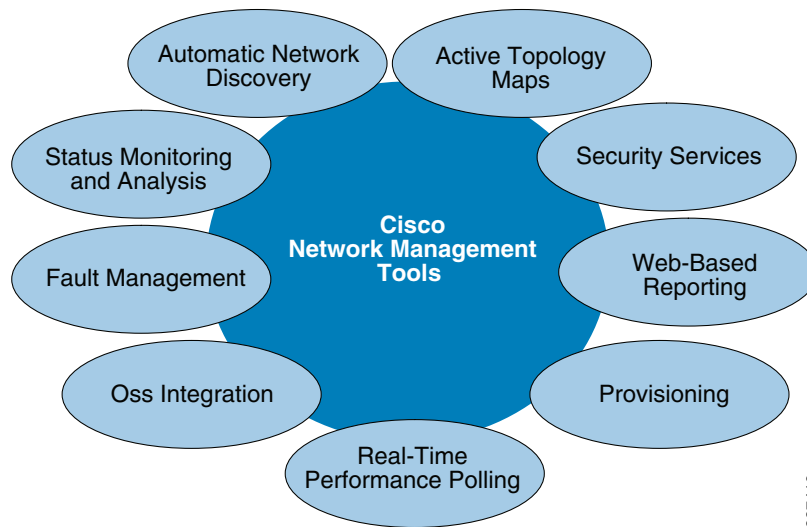 Automatic Network
Discovery
Active Topology
Maps
Status Monitoring
and Analysis
Security Services
Cisco
Network Management
Tools
Fault Management
Web-Based
Reporting
Oss Integration
Provisioning
Real-Time
Performance Polling